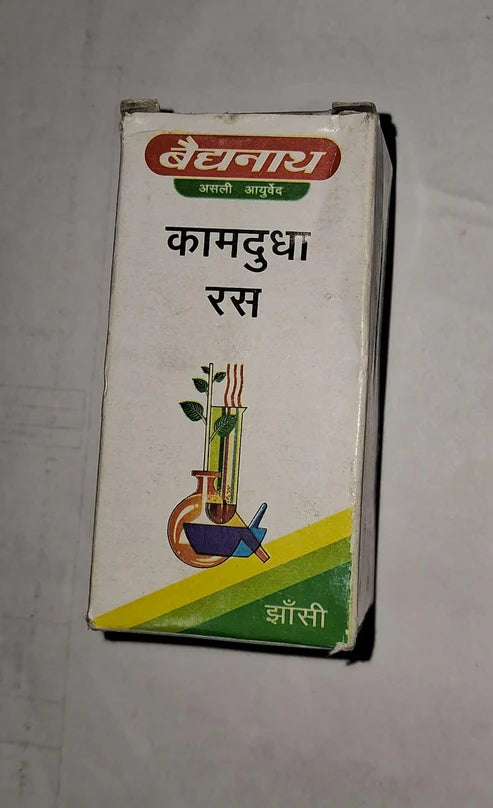 बैद्यनाथ
असली आयुर्वेद
कामदुधा
रस
झाँसी